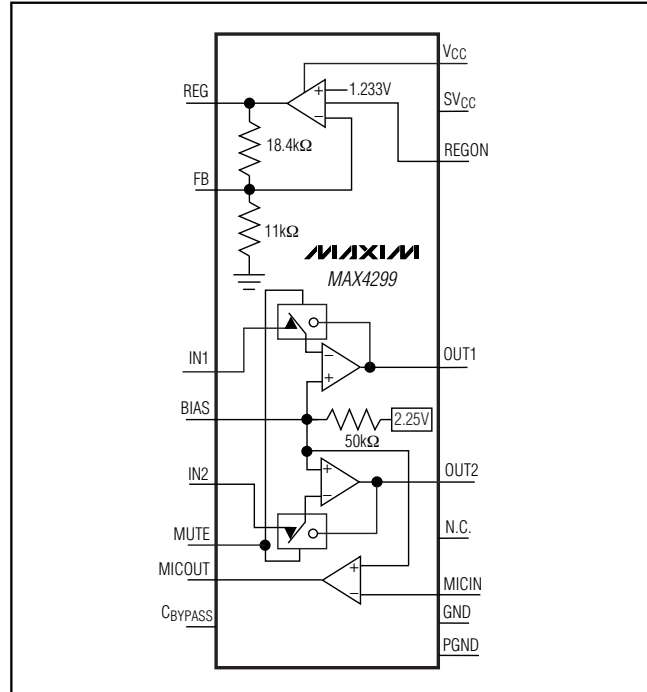 VCC
1.233V
REG
SVCC
18.4kΩ
REGON
FB
11kΩ
MAXIM
MAX4299
IN1
OUT1
BIAS
2.25V
50kΩ
IN2
OUT2
N.C.
MUTE
MICOUT
MICIN
CBYPASS
GND
PGND